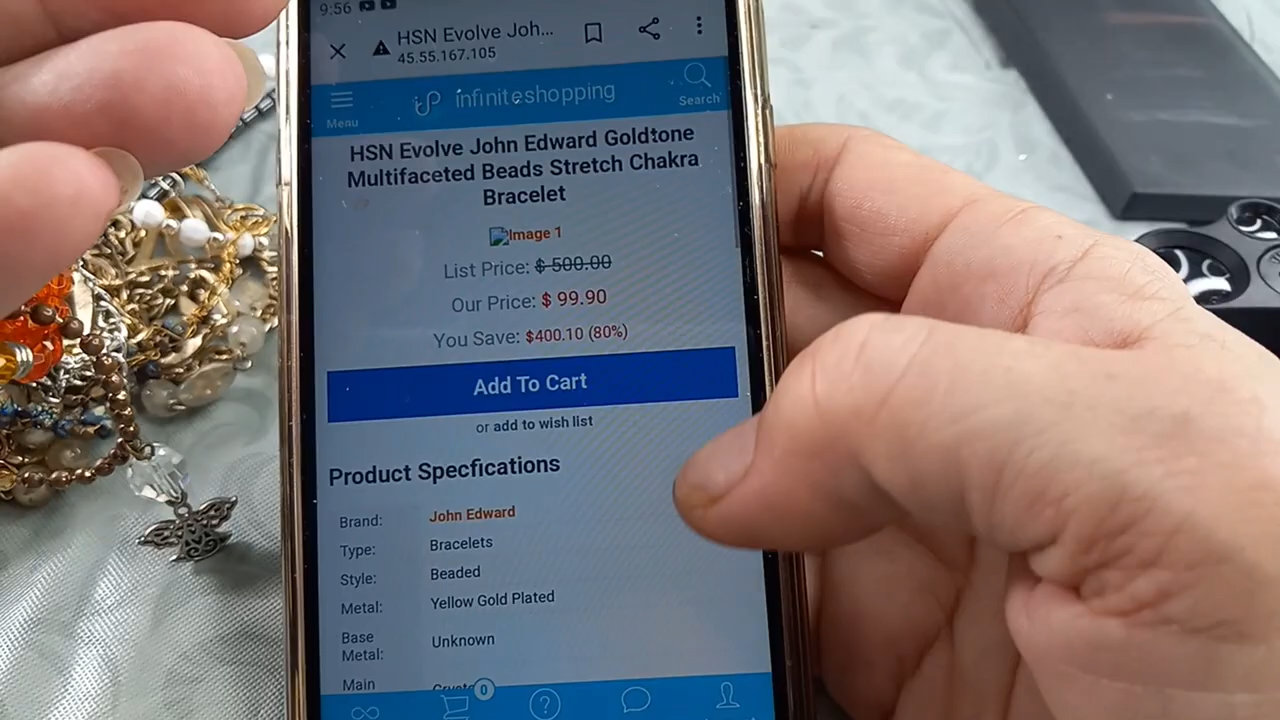 9:56
HSN Evolve Joh...
45.55.167.105
infiniteshopping
Menu
Search
HSN Evolve John Edward Goldtone
Multifaceted Beads Stretch Chakra
Bracelet
Image 1
List Price: $ 500.00
Our Price: $ 99.90
You Save: $400.10 (80%)
Add To Cart
or add to wish list
Product Specfications
Brand: John Edward
Type: Bracelets
Style: Beaded
Metal: Yellow Gold Plated
Base
Metal: Unknown
Main
0